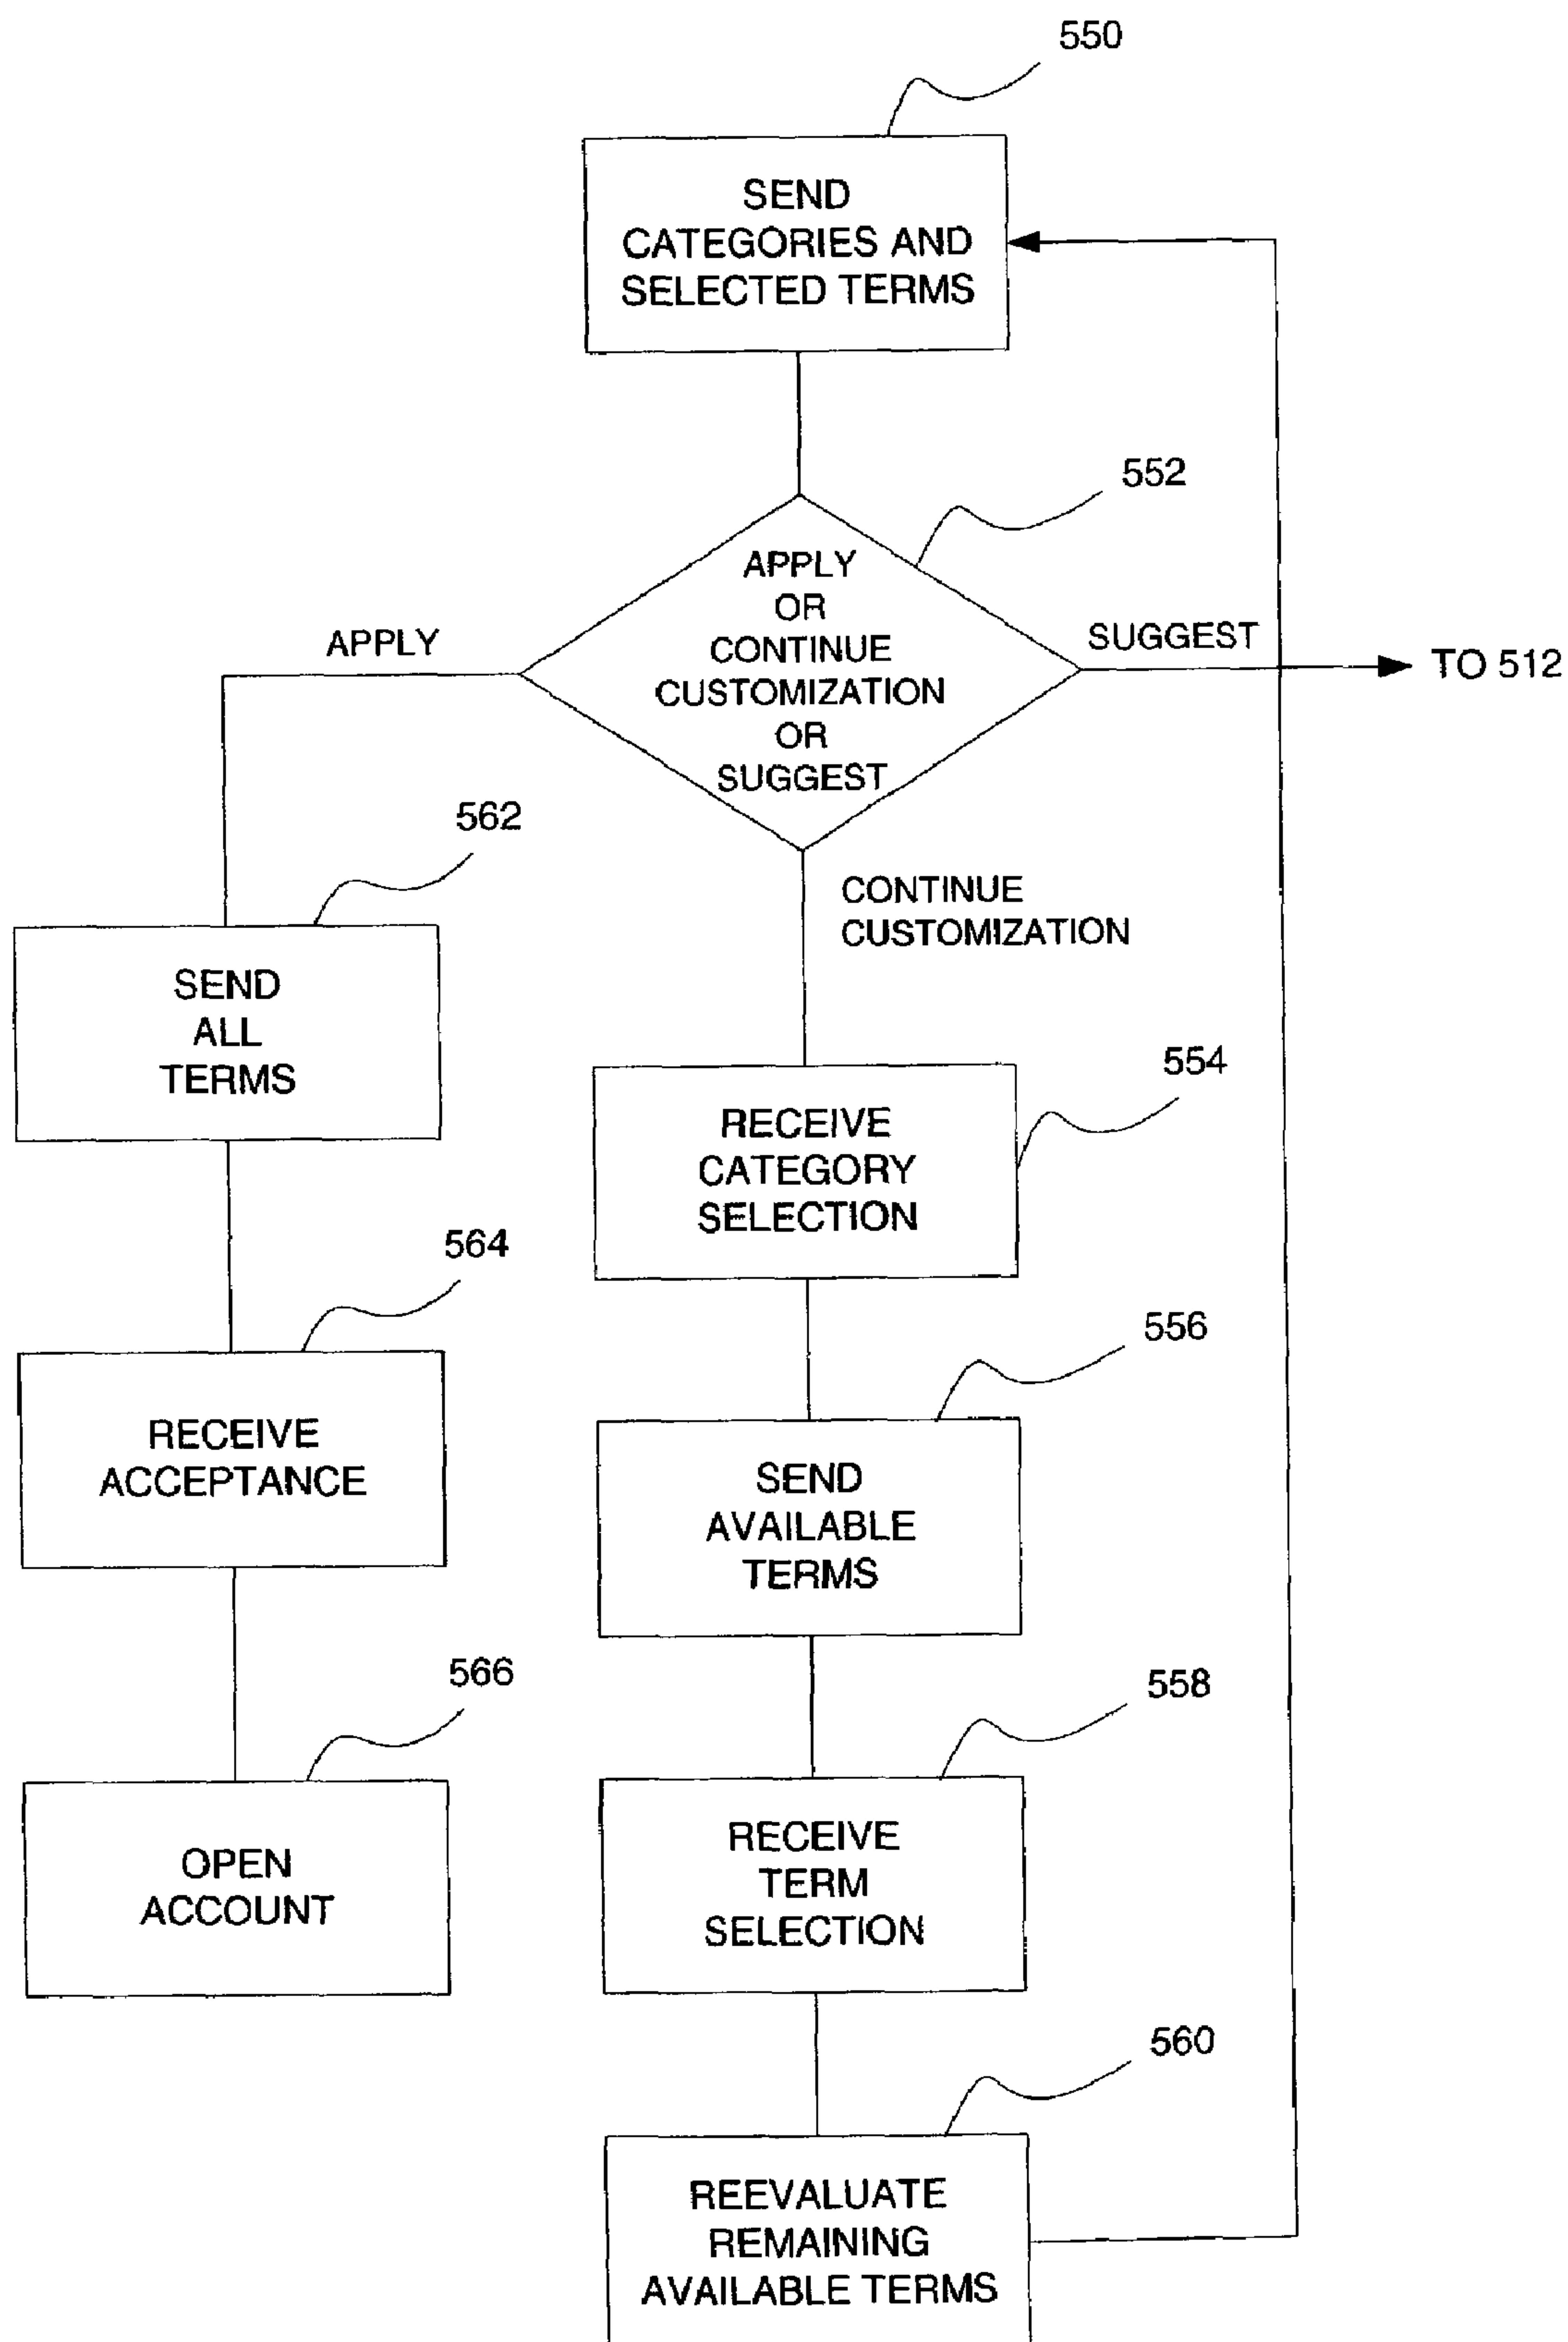 550
SEND
CATEGORIES AND
SELECTED TERMS
552
APPLY
OR
CONTINUE
CUSTOMIZATION
OR
SUGGEST
APPLY
SUGGEST
TO 512
CONTINUE
CUSTOMIZATION
562
SEND
ALL
TERMS
554
RECEIVE
CATEGORY
SELECTION
564
RECEIVE
ACCEPTANCE
556
SEND
AVAILABLE
TERMS
566
OPEN
ACCOUNT
558
RECEIVE
TERM
SELECTION
560
REEVALUATE
REMAINING
AVAILABLE TERMS